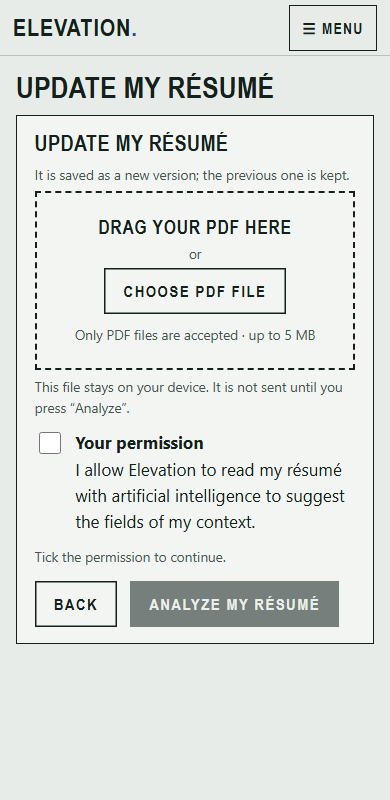 ELEVATION.
☰ MENU
UPDATE MY RÉSUMÉ
UPDATE MY RÉSUMÉ
It is saved as a new version; the previous one is kept.
DRAG YOUR PDF HERE
or
CHOOSE PDF FILE
Only PDF files are accepted · up to 5 MB
This file stays on your device. It is not sent until you
press “Analyze”.
Your permission
I allow Elevation to read my résumé
with artificial intelligence to suggest
the fields of my context.
Tick the permission to continue.
BACK
ANALYZE MY RÉSUMÉ